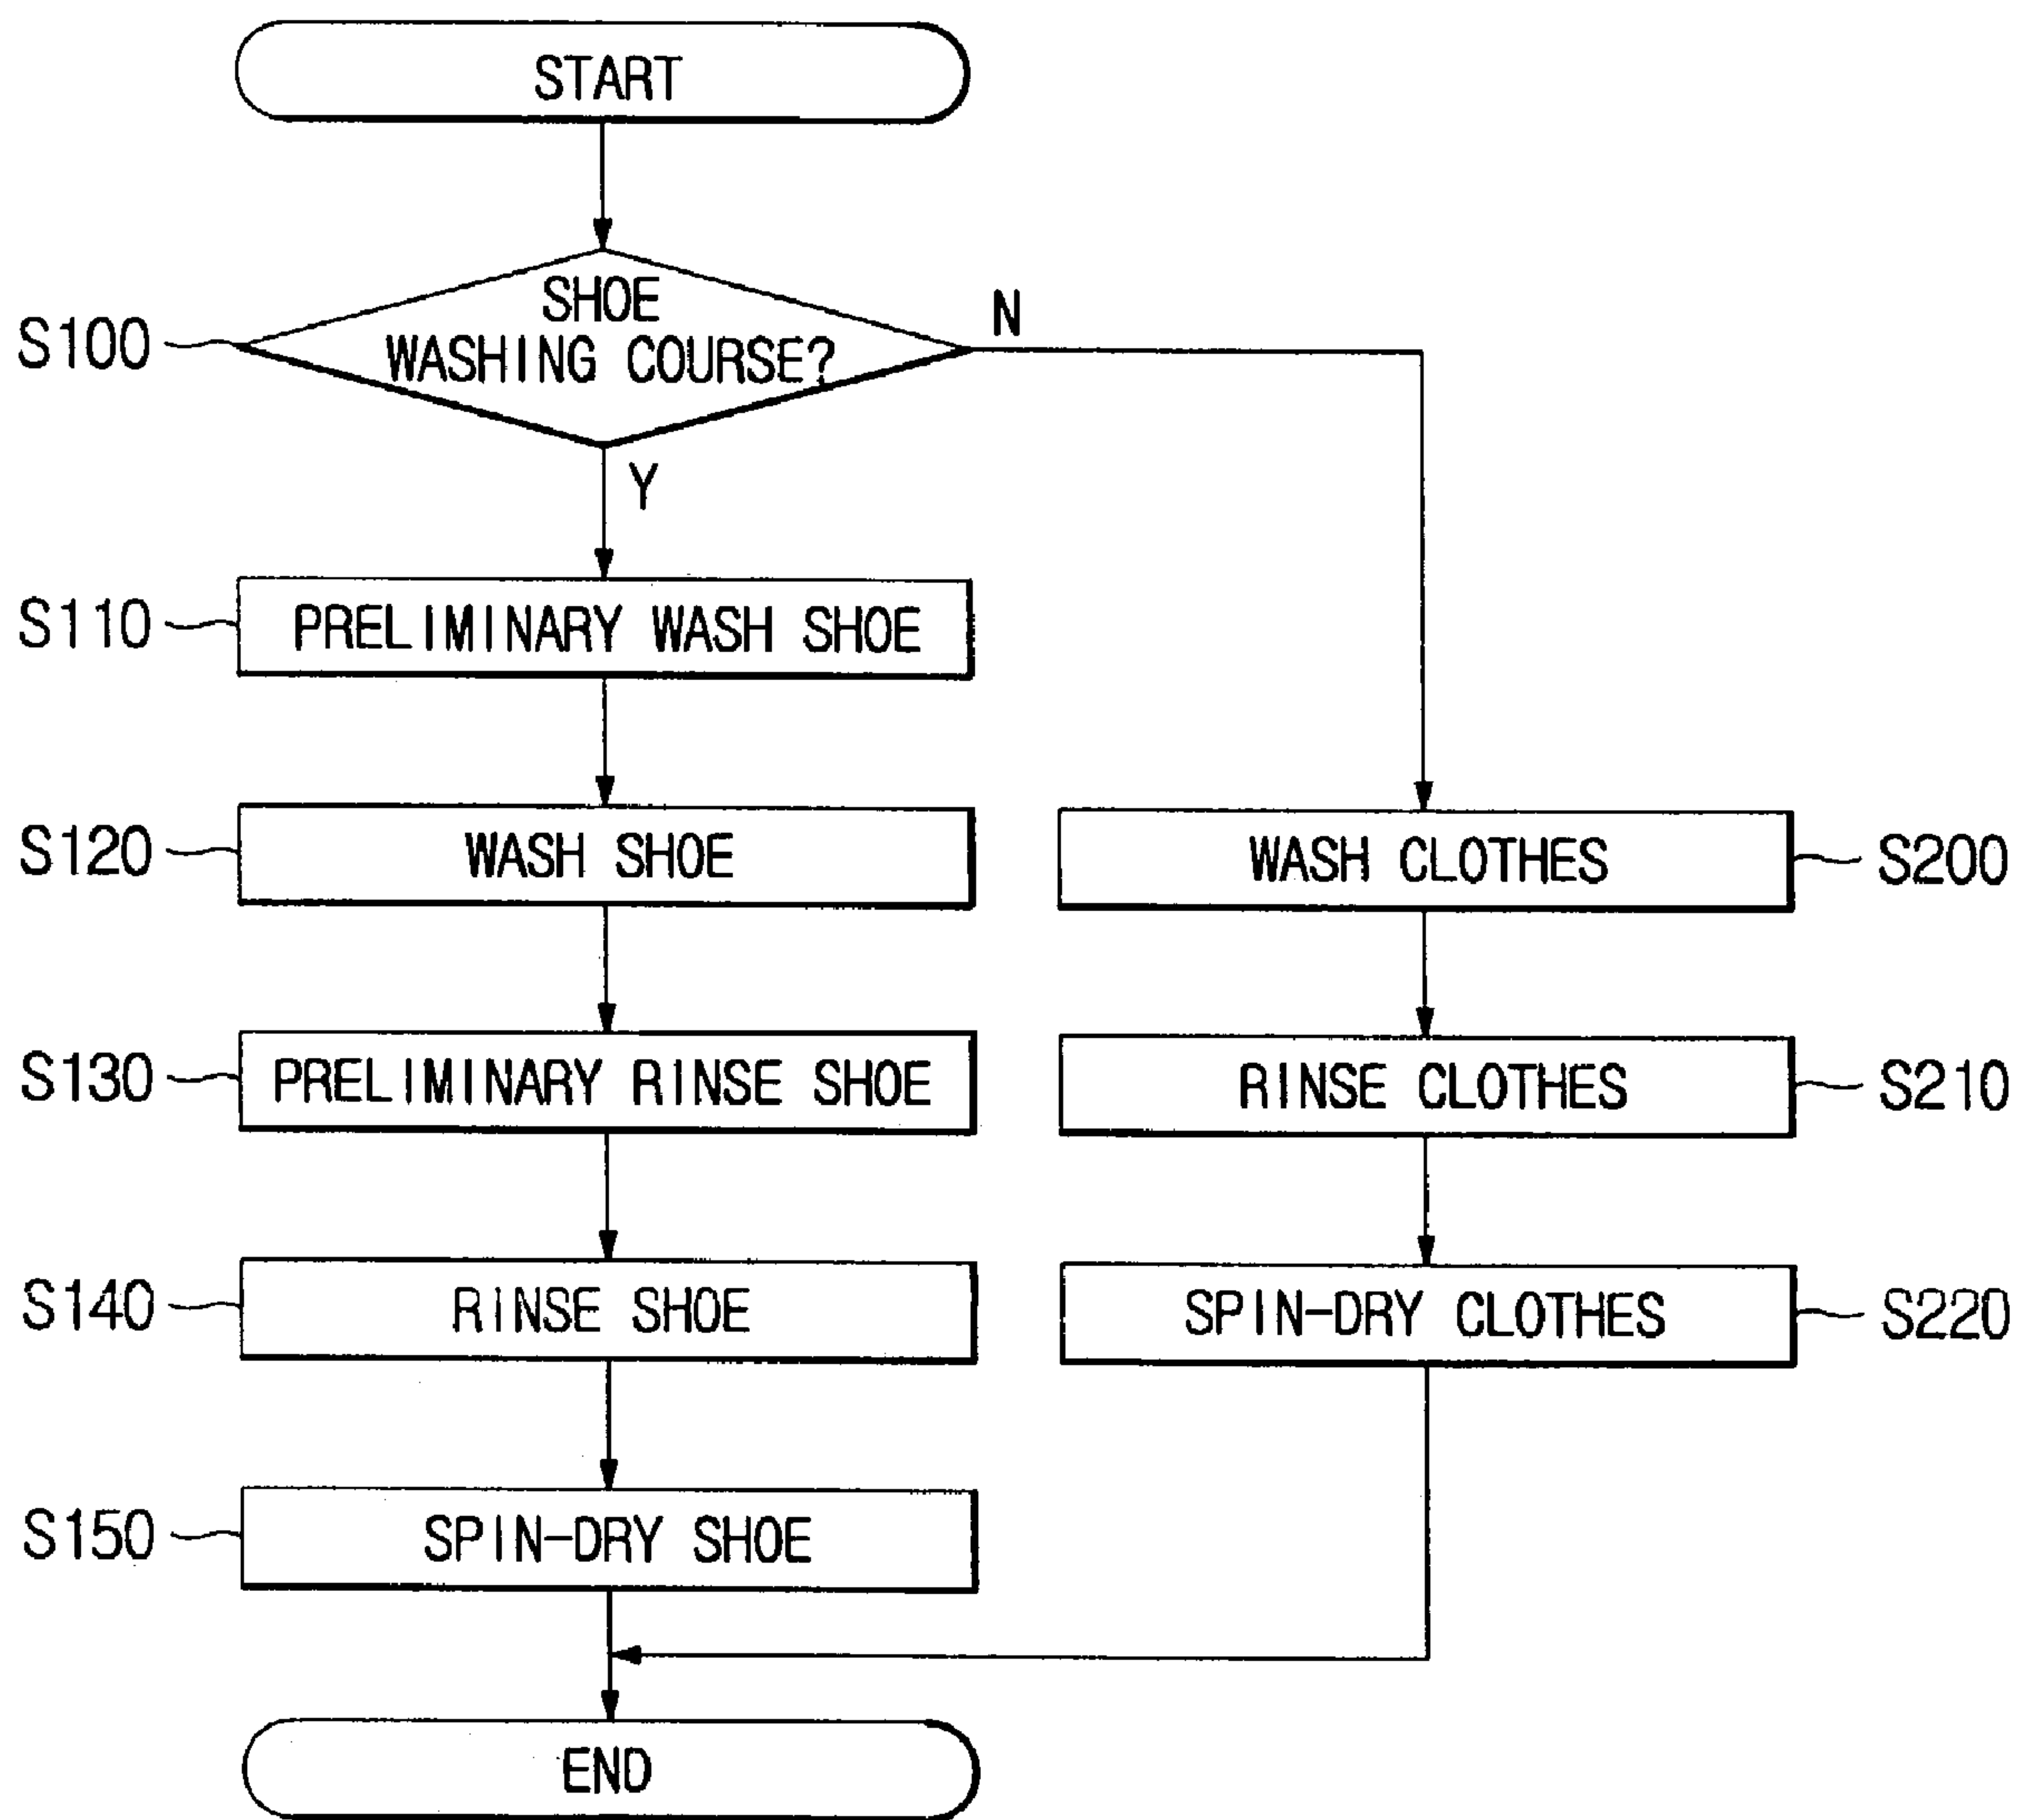 START
SHOE
WASHING COURSE?
S100
N
Y
S110
PRELIMINARY WASH SHOE
S120
WASH SHOE
WASH CLOTHES
S200
S130
PRELIMINARY RINSE SHOE
RINSE CLOTHES
S210
S140
RINSE SHOE
SPIN-DRY CLOTHES
S220
S150
SPIN-DRY SHOE
END